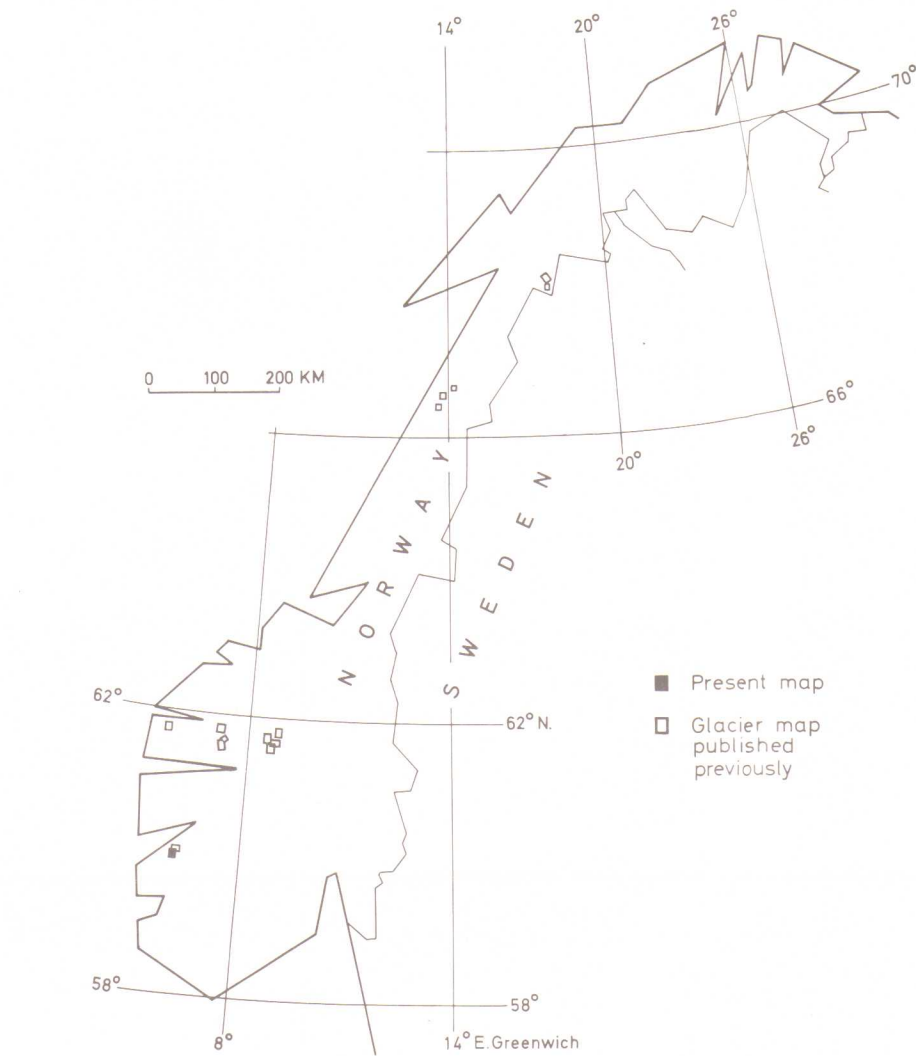 14°
20°
26°
70°
0 100 200 KM
66°
26°
20°
NORWAY
SWEDEN
62°
62° N.
Present map
Glacier map
published
previously
58°
58°
8°
14° E. Greenwich